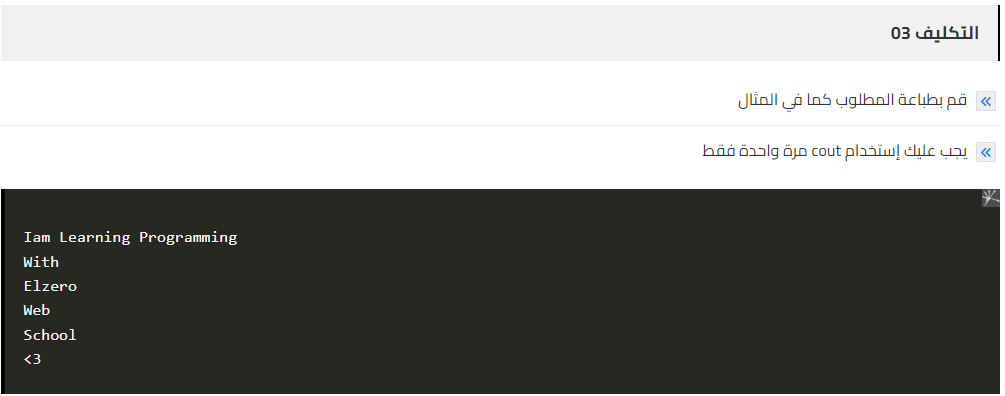 التكليف 03
قم بطباعة المطلوب كما في المثال
يجب عليك إستخدام cout مرة واحدة فقط
Iam Learning Programming
With
Elzero
Web
School
<3